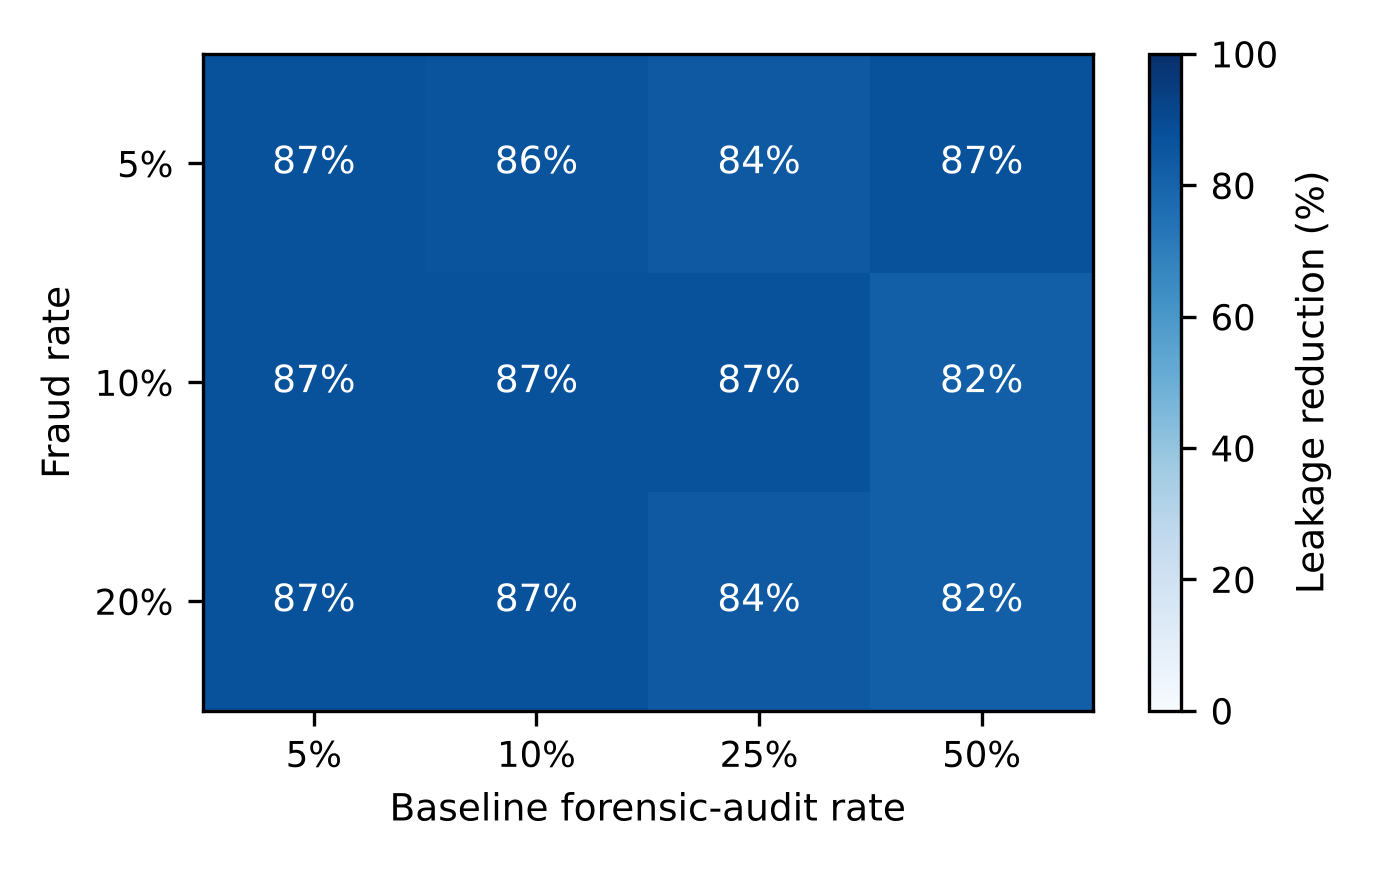 100
5% 87% 86% 84% 87% 80
60
Fraud rate 10% 87% 87% 87% 82% Leakage reduction (%)
40
20% 87% 87% 84% 82% 20
0
5% 10% 25% 50%
Baseline forensic-audit rate